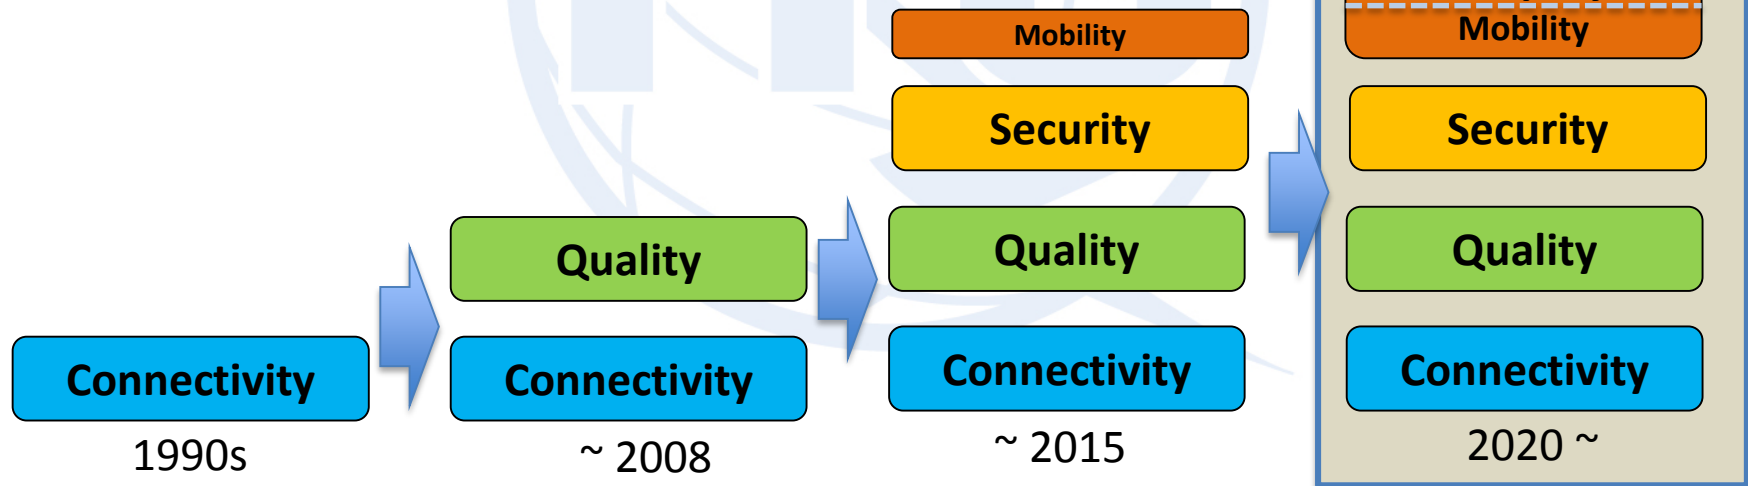 Mobility
Mobility
Security
Security
Quality
Quality
Quality
Connectivity
Connectivity
Connectivity
Connectivity
1990s
~ 2008
~ 2015
2020 ~